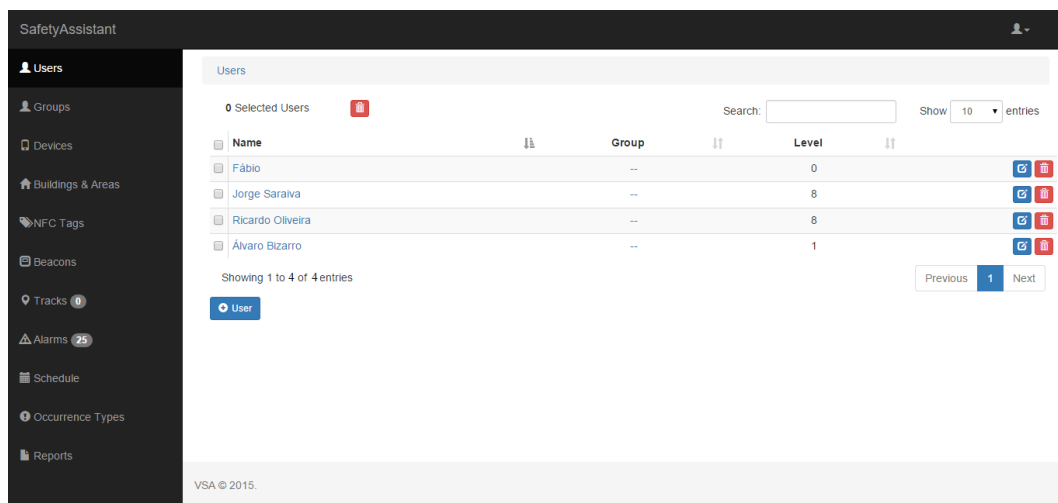 SafetyAssistant
Users
Groups
Devices
Buildings & Areas
NFC Tags
Beacons
Tracks 0
Alarms 25
Schedule
Occurrence Types
Reports
Users
0 Selected Users
Search:
Show 10 entries
Name Group Level
Fábio -- 0
Jorge Saraiva -- 8
Ricardo Oliveira -- 8
Álvaro Bizarro -- 1
Showing 1 to 4 of 4 entries
Previous 1 Next
User
VSA © 2015.